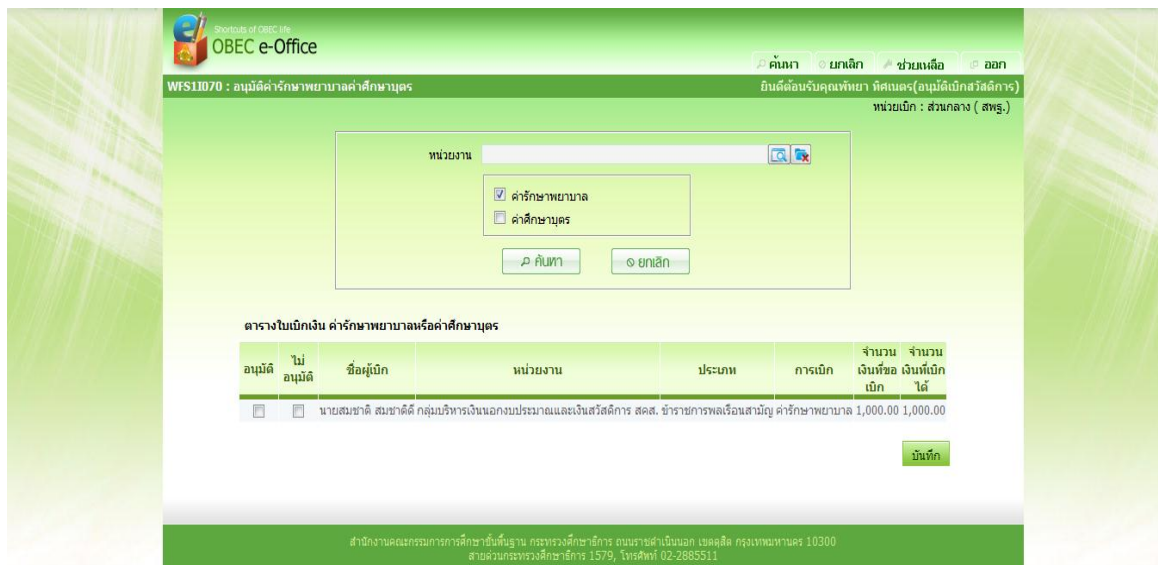 Shortcuts of OBEC life
OBEC e-Office
ค้นหา ยกเลิก ช่วยเหลือ ออก
WFS1I070 : อนุมัติค่ารักษาพยาบาลค่าศึกษาบุตร ยินดีต้อนรับคุณพัทยา พิศเนตร(อนุมัติเบิกสวัสดิการ)
หน่วยเบิก : ส่วนกลาง ( สพฐ.)
หน่วยงาน
ค่ารักษาพยาบาล
ค่าศึกษาบุตร
ค้นหา ยกเลิก
ตารางใบเบิกเงิน ค่ารักษาพยาบาลหรือค่าศึกษาบุตร
อนุมัติ ไม่อนุมัติ ชื่อผู้เบิก หน่วยงาน ประเภท การเบิก จำนวนเงินที่ขอเบิก จำนวนเงินที่เบิกได้
นายสมชาติ สมชาติดี กลุ่มบริหารเงินนอกงบประมาณและเงินสวัสดิการ สคส. ข้าราชการพลเรือนสามัญ ค่ารักษาพยาบาล 1,000.00 1,000.00
บันทึก
สำนักงานคณะกรรมการการศึกษาขั้นพื้นฐาน กระทรวงศึกษาธิการ ถนนราชดำเนินนอก เขตดุสิต กรุงเทพมหานคร 10300
สายด่วนกระทรวงศึกษาธิการ 1579, โทรศัพท์ 02-2885511